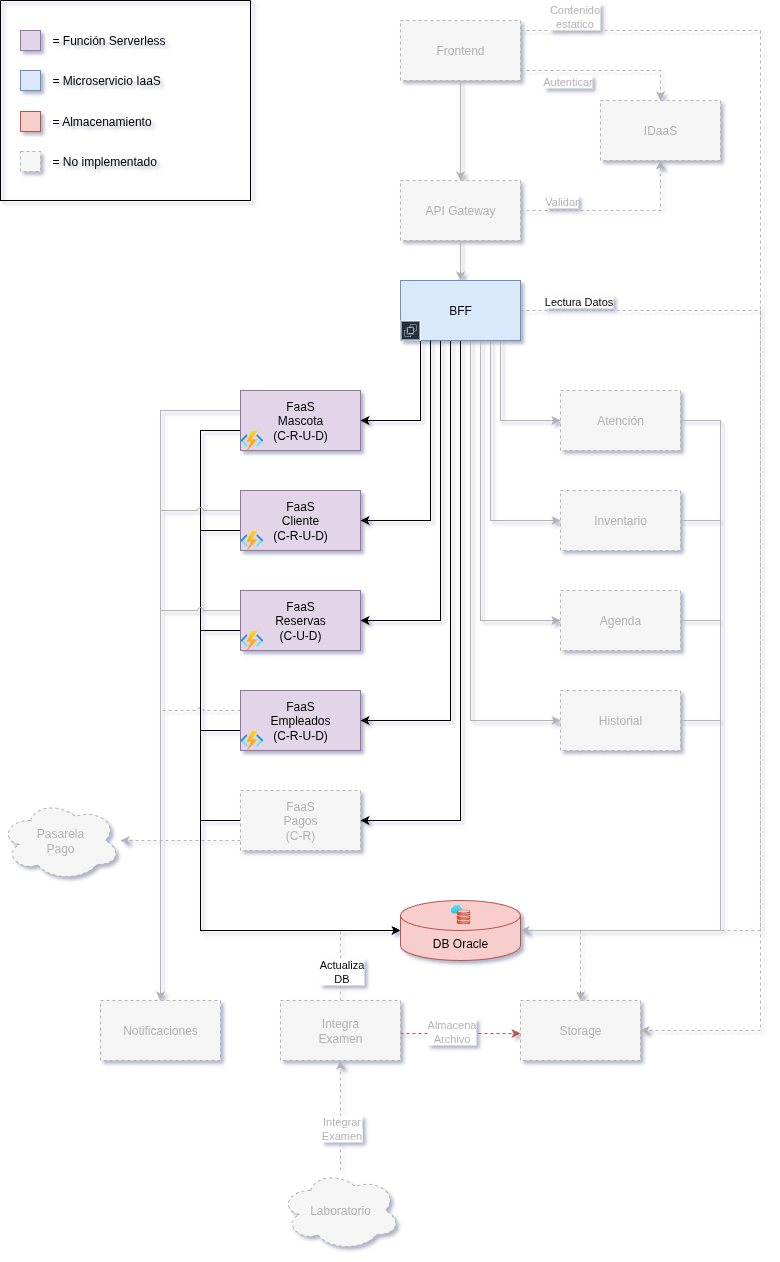 = Función Serverless
= Microservicio IaaS
= Almacenamiento
= No implementado
Contenido
estatico
Frontend
Autenticar
IDaaS
API Gateway
Validar
BFF
Lectura Datos
FaaS
Mascota
(C-R-U-D)
Atención
FaaS
Cliente
(C-R-U-D)
Inventario
FaaS
Reservas
(C-U-D)
Agenda
FaaS
Empleados
(C-R-U-D)
Historial
FaaS
Pagos
(C-R)
Pasarela
Pago
DB Oracle
Actualiza
DB
Notificaciones
Integra
Examen
Almacena
Archivo
Storage
Integrar
Examen
Laboratorio